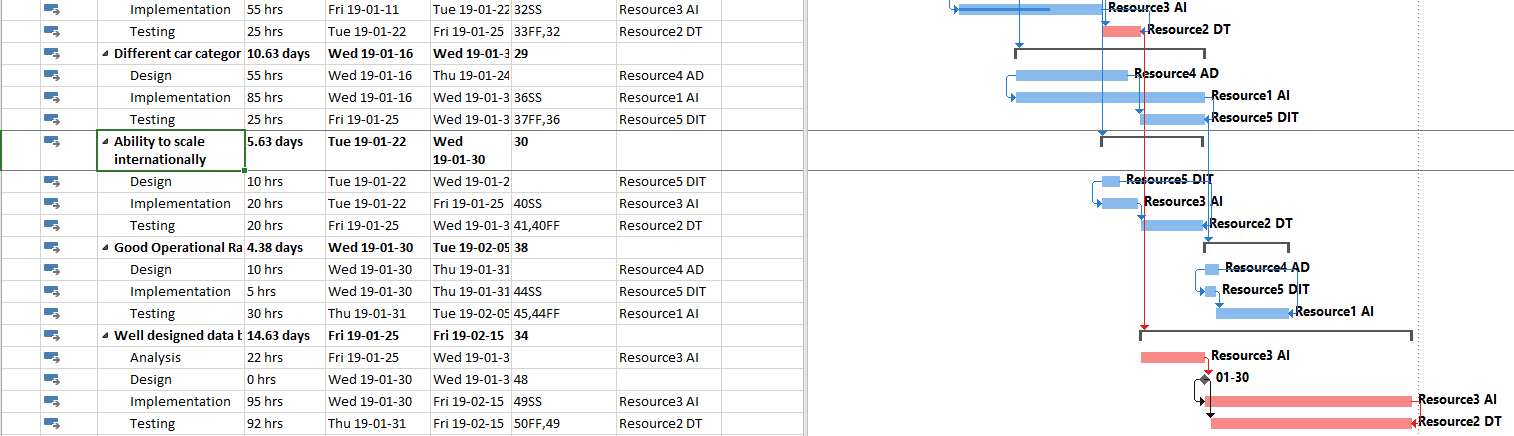 Implementation 55 hrs Fri 19-01-11 Tue 19-01-22 32SS Resource3 AI
Resource3 AI
Testing 25 hrs Tue 19-01-22 Fri 19-01-25 33FF,32 Resource2 DT
Resource2 DT
Different car categor 10.63 days Wed 19-01-16 Wed 19-01-3 29
Design 55 hrs Wed 19-01-16 Thu 19-01-24 Resource4 AD
Resource4 AD
Implementation 85 hrs Wed 19-01-16 Wed 19-01-3 36SS Resource1 AI
Resource1 AI
Testing 25 hrs Fri 19-01-25 Wed 19-01-3 37FF,36 Resource5 DIT
Resource5 DIT
Ability to scale 5.63 days Tue 19-01-22 Wed 30
internationally 19-01-30
Design 10 hrs Tue 19-01-22 Wed 19-01-2 Resource5 DIT
Resource5 DIT
Implementation 20 hrs Tue 19-01-22 Fri 19-01-25 40SS Resource3 AI
Resource3 AI
Testing 20 hrs Fri 19-01-25 Wed 19-01-3 41,40FF Resource2 DT
Resource2 DT
Good Operational Ra 4.38 days Wed 19-01-30 Tue 19-02-05 38
Design 10 hrs Wed 19-01-30 Thu 19-01-31 Resource4 AD
Resource4 AD
Implementation 5 hrs Wed 19-01-30 Thu 19-01-31 44SS Resource5 DIT
Resource5 DIT
Testing 30 hrs Thu 19-01-31 Tue 19-02-05 45,44FF Resource1 AI
Resource1 AI
Well designed data b 14.63 days Fri 19-01-25 Fri 19-02-15 34
Analysis 22 hrs Fri 19-01-25 Wed 19-01-3 Resource3 AI
Resource3 AI
Design 0 hrs Wed 19-01-30 Wed 19-01-3 48
01-30
Implementation 95 hrs Wed 19-01-30 Fri 19-02-15 49SS Resource3 AI
Resource3 AI
Testing 92 hrs Thu 19-01-31 Fri 19-02-15 50FF,49 Resource2 DT
Resource2 DT